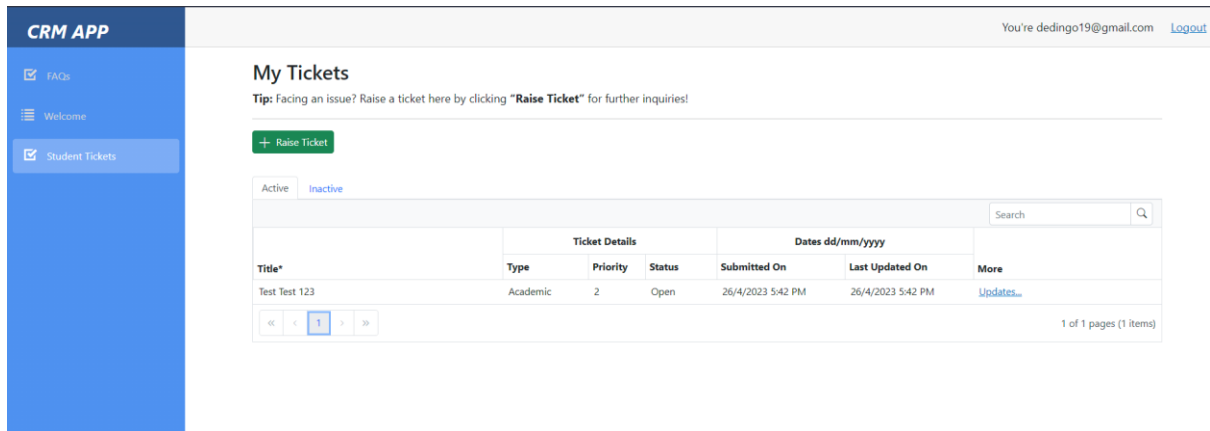 CRM APP
You're dedingo19@gmail.com Logout
FAQs
Welcome
Student Tickets
My Tickets
Tip: Facing an issue? Raise a ticket here by clicking "Raise Ticket" for further inquiries!
+ Raise Ticket
Active Inactive
Search
Ticket Details Dates dd/mm/yyyy
Title* Type Priority Status Submitted On Last Updated On More
Test Test 123 Academic 2 Open 26/4/2023 5:42 PM 26/4/2023 5:42 PM Updates...
« ‹ 1 › » 1 of 1 pages (1 items)